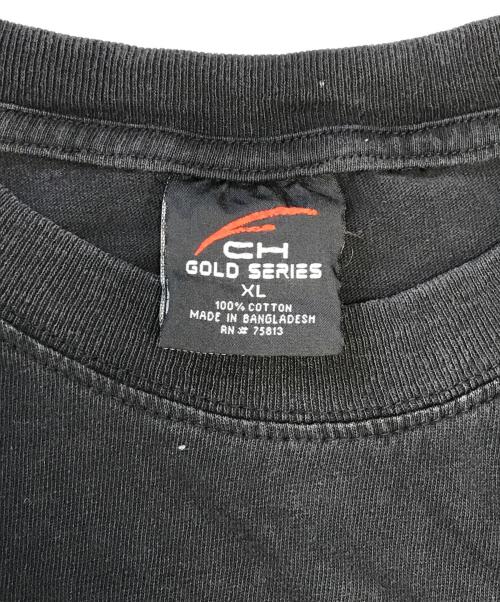 CH
GOLD SERIES
XL
100% COTTON
MADE IN BANGLADESH
RN # 75813